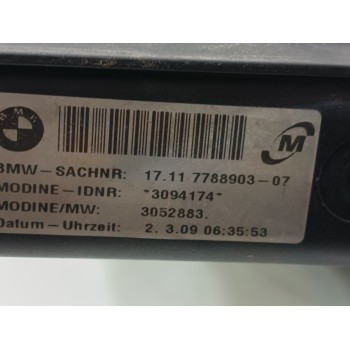 BMW
BMW-SACHNR: 17.11 7788903-07
MODINE-IDNR: *3094174*
MODINE/MW: 3052883.
Datum-Uhrzeit: 2. 3.09 06:35:53